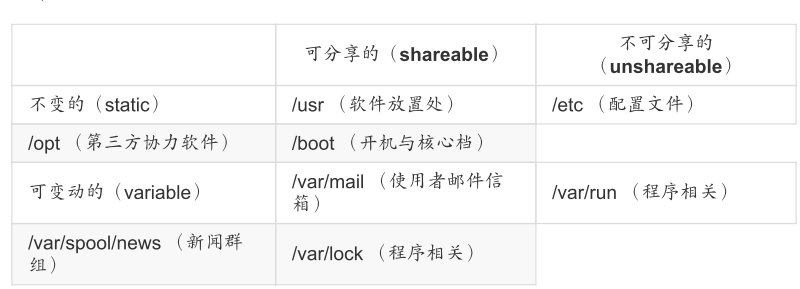 可分享的（shareable）
不可分享的
（unshareable）
不变的（static）
/usr （软件放置处）
/etc （配置文件）
/opt （第三方协力软件）
/boot （开机与核心档）
可变动的（variable）
/var/mail （使用者邮件信
箱）
/var/run （程序相关）
/var/spool/news （新闻群
组）
/var/lock （程序相关）